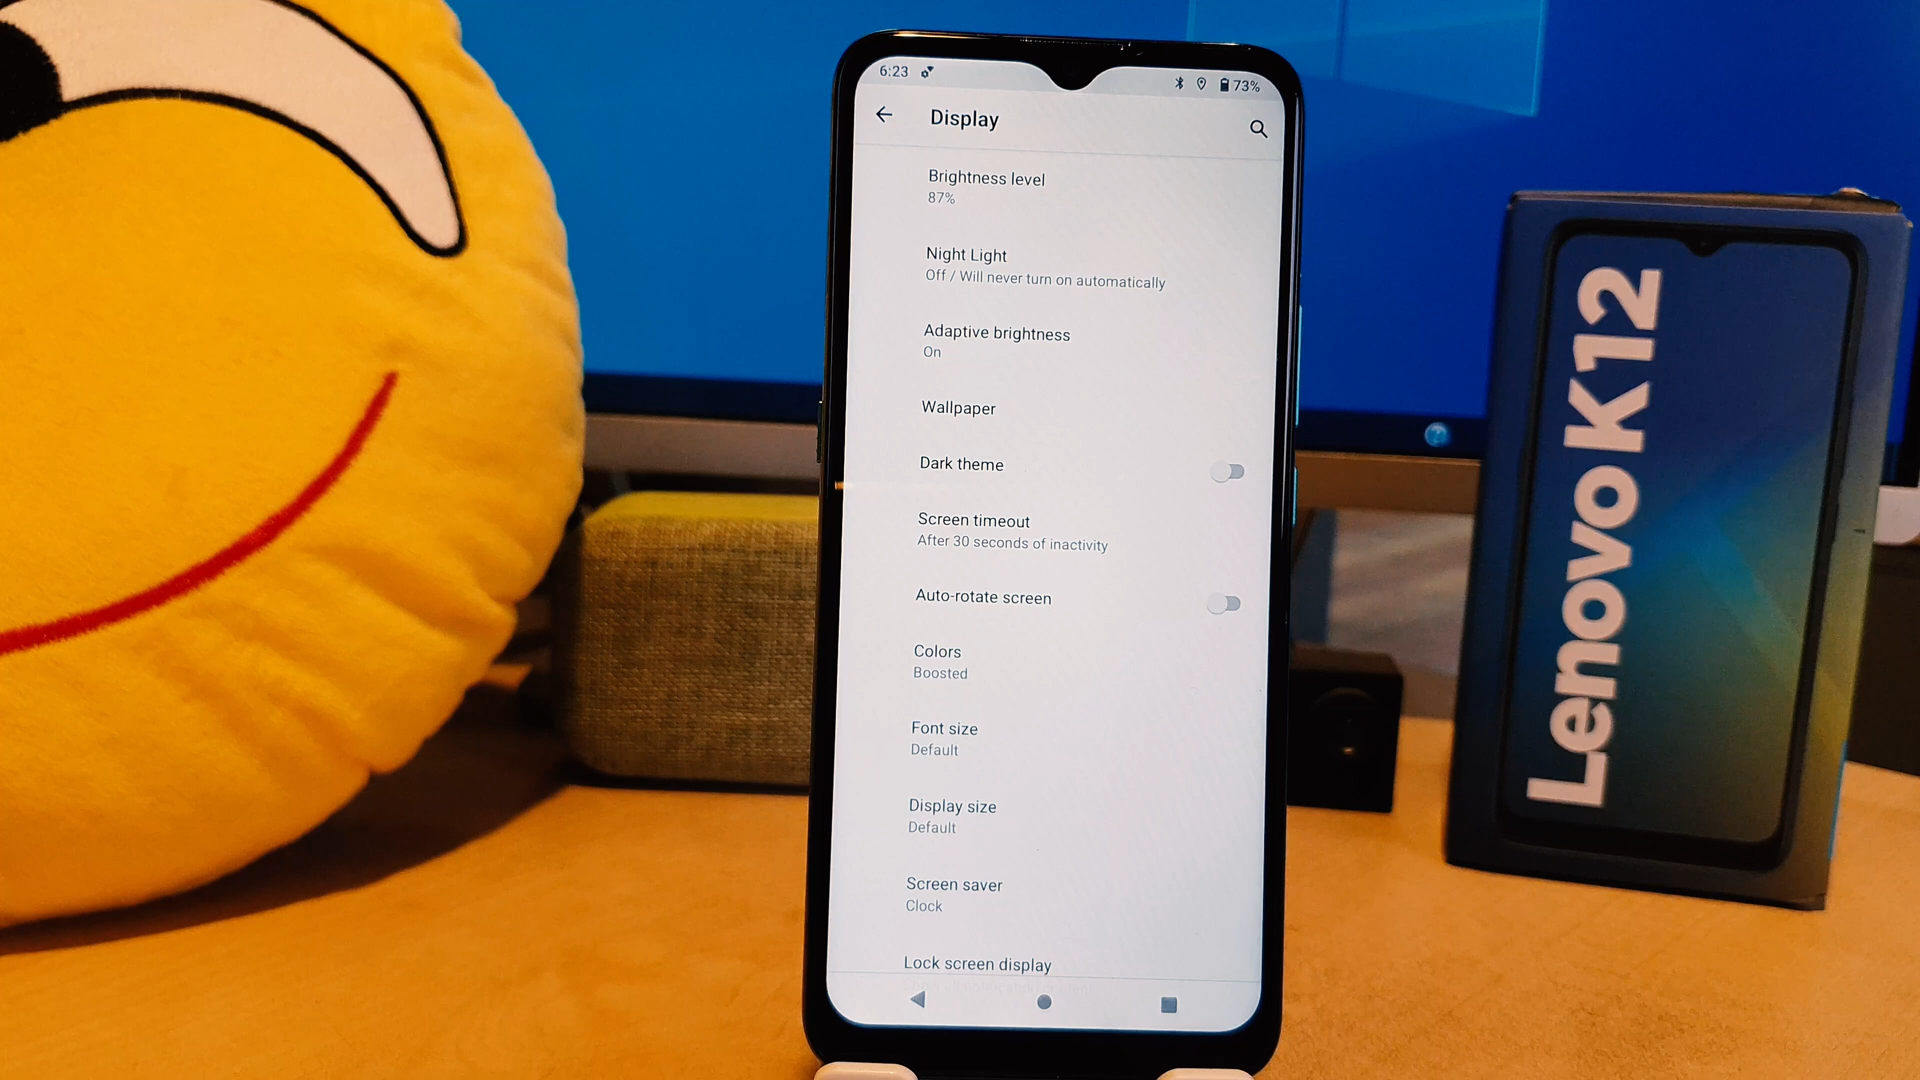 6:23
73%
Display
Brightness level
87%
Night Light
Off / Will never turn on automatically
Adaptive brightness
On
Wallpaper
Dark theme
Screen timeout
After 30 seconds of inactivity
Auto-rotate screen
Colors
Boosted
Font size
Default
Display size
Default
Screen saver
Clock
Lock screen display
Lenovo K12